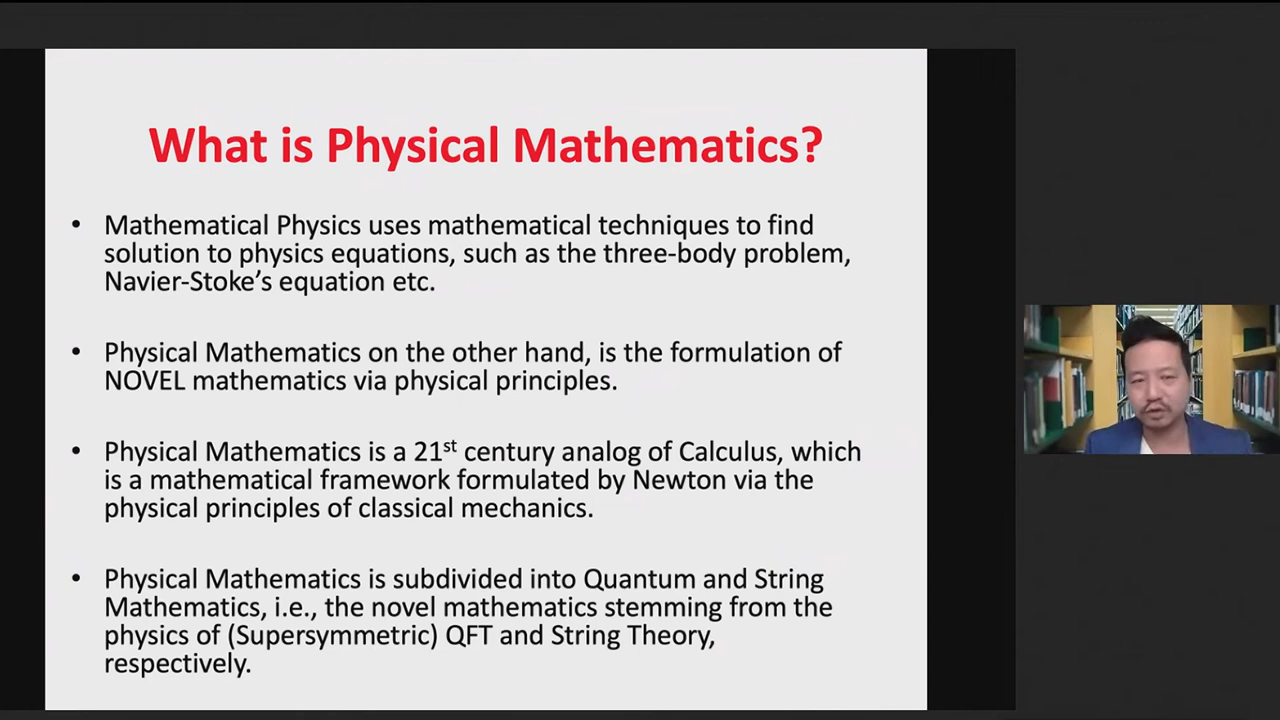 What is Physical Mathematics?
• Mathematical Physics uses mathematical techniques to find
solution to physics equations, such as the three-body problem,
Navier-Stoke’s equation etc.
• Physical Mathematics on the other hand, is the formulation of
NOVEL mathematics via physical principles.
• Physical Mathematics is a 21st century analog of Calculus, which
is a mathematical framework formulated by Newton via the
physical principles of classical mechanics.
• Physical Mathematics is subdivided into Quantum and String
Mathematics, i.e., the novel mathematics stemming from the
physics of (Supersymmetric) QFT and String Theory,
respectively.